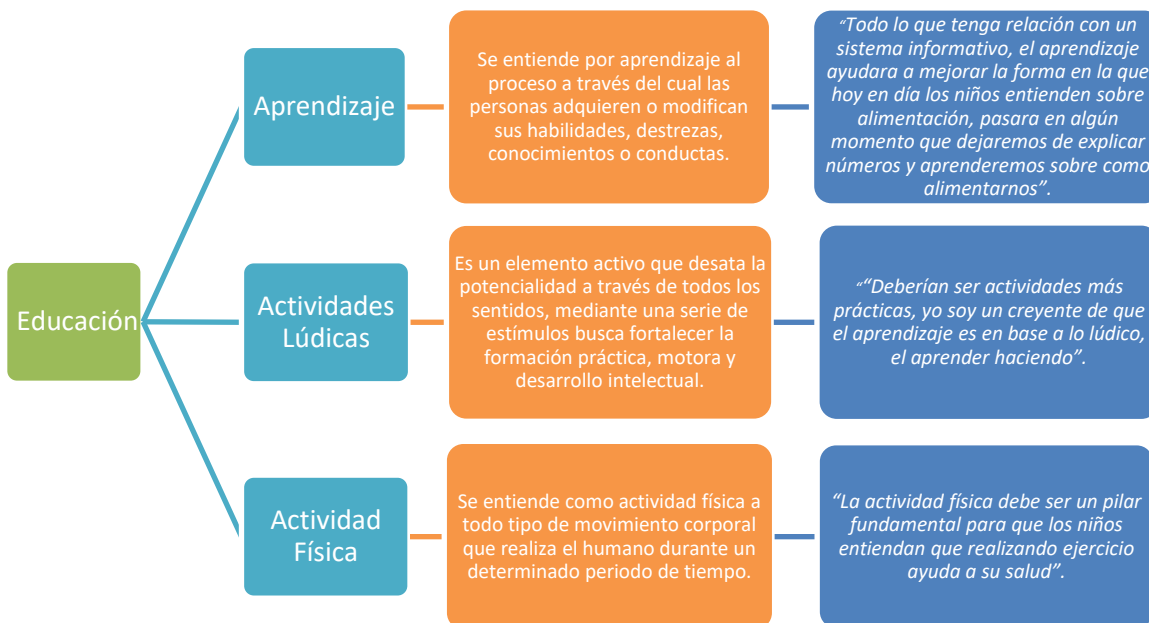 Educación
Aprendizaje
Se entiende por aprendizaje al
proceso a través del cual las
personas adquieren o modifican
sus habilidades, destrezas,
conocimientos o conductas.
“Todo lo que tenga relación con un
sistema informativo, el aprendizaje
ayudara a mejorar la forma en la que
hoy en día los niños entienden sobre
alimentación, pasara en algún
momento que dejaremos de explicar
números y aprenderemos sobre como
alimentarnos”.
Actividades
Lúdicas
Es un elemento activo que desata la
potencialidad a través de todos los
sentidos, mediante una serie de
estímulos busca fortalecer la
formación práctica, motora y
desarrollo intelectual.
““Deberían ser actividades más
prácticas, yo soy un creyente de que
el aprendizaje es en base a lo lúdico,
el aprender haciendo”.
Actividad
Física
Se entiende como actividad física a
todo tipo de movimiento corporal
que realiza el humano durante un
determinado periodo de tiempo.
“La actividad física debe ser un pilar
fundamental para que los niños
entiendan que realizando ejercicio
ayuda a su salud”.